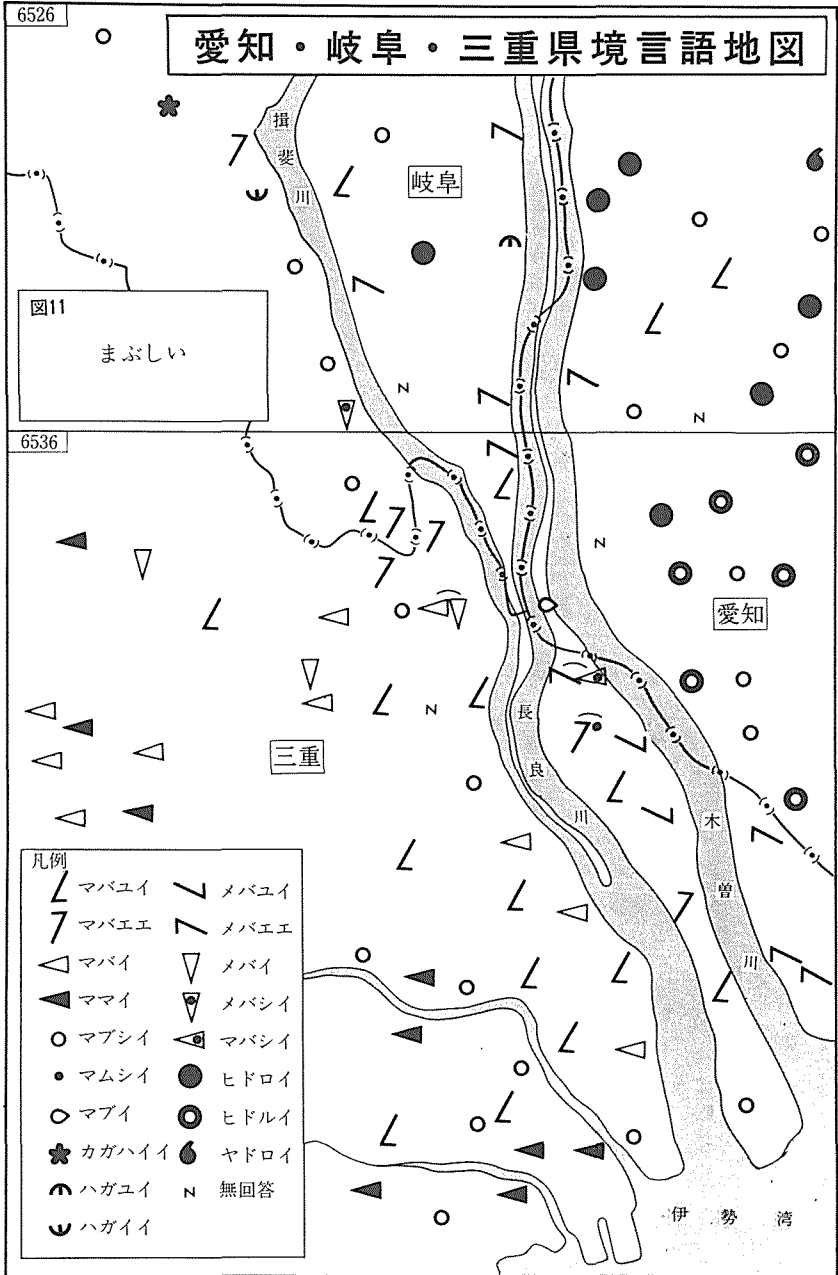 6526
愛知・岐阜・三重県境言語地図
揖斐川
岐阜
図11
まぶしい
N
N
6536
N
愛知
N
三重
長良川
木曽川
凡例
マバユイ メバユイ
マバエエ メバエエ
マバイ メバイ
ママイ メバシイ
マブシイ マバシイ
マムシイ ヒドロイ
マブイ ヒドルイ
カガハイイ ヤドロイ
ハガユイ N 無回答
ハガイイ
伊勢湾